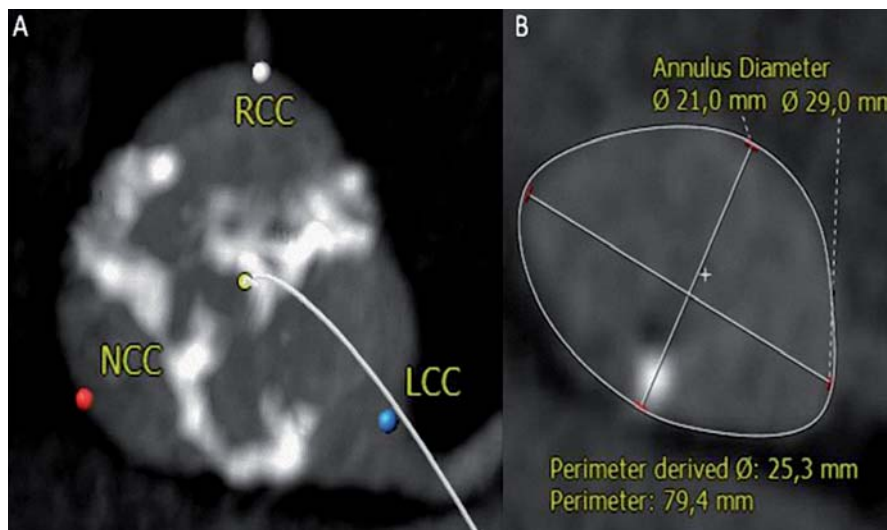 A
RCC
NCC
LCC
B
Annulus Diameter
Ø 21,0 mm Ø 29,0 mm
Perimeter derived Ø: 25,3 mm
Perimeter: 79,4 mm